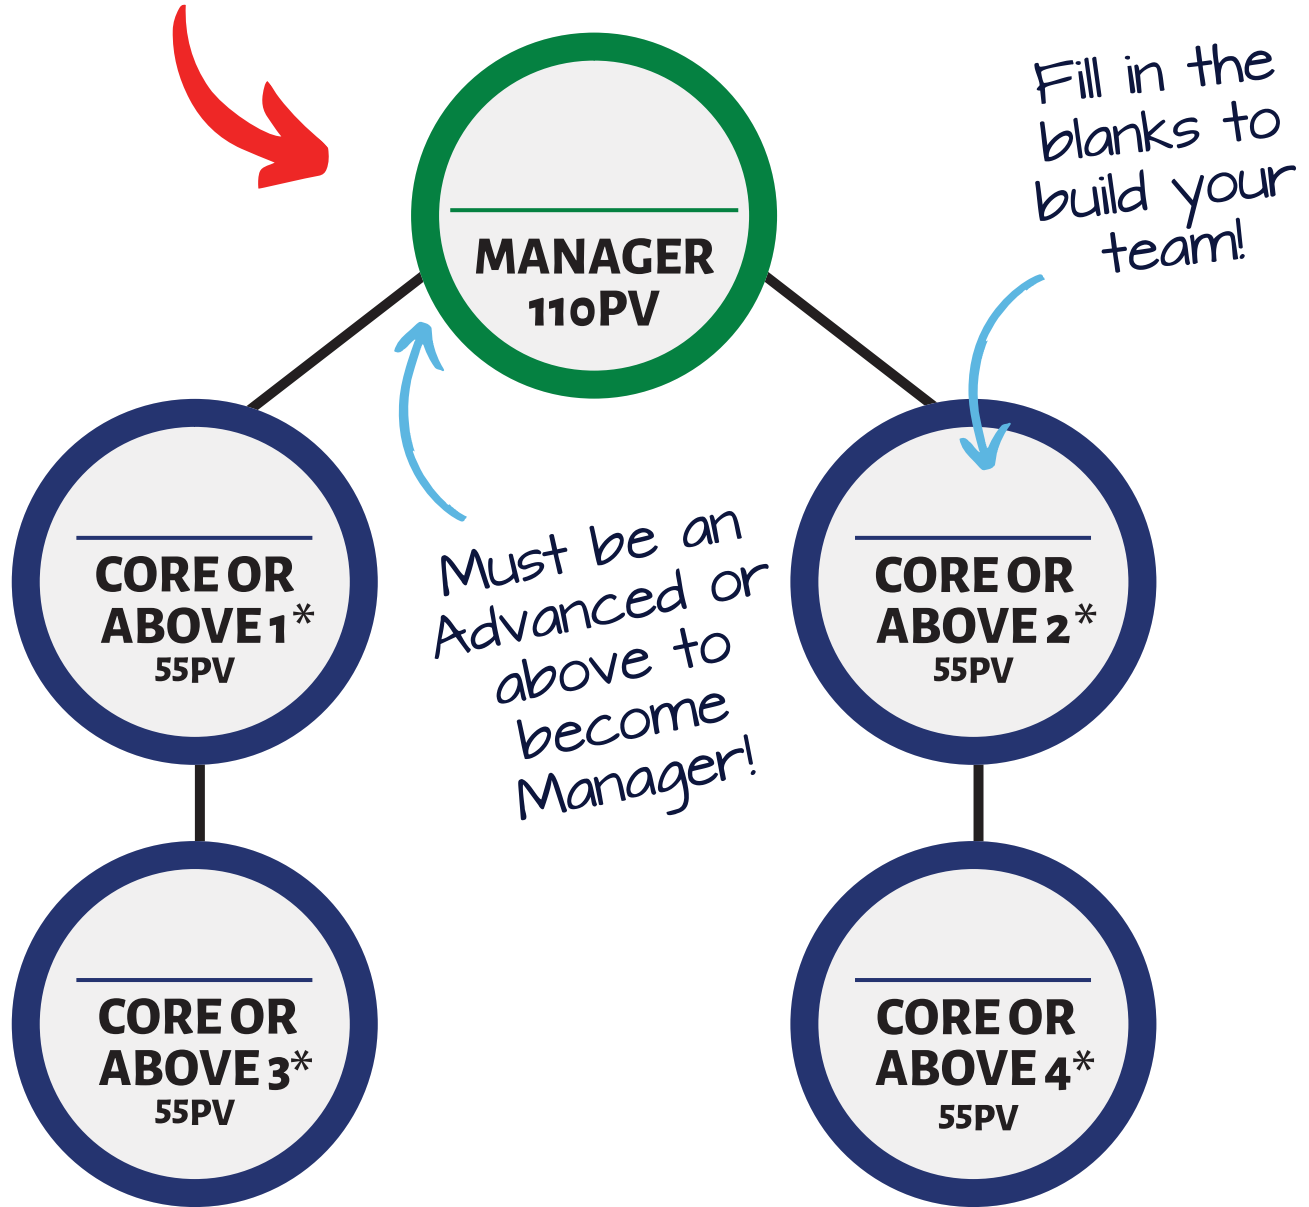 Fill in the
blanks to
build your
team!
MANAGER
110PV
CORE OR
ABOVE 1*
55PV
Must be an
Advanced or
above to
become
Manager!
CORE OR
ABOVE 2*
55PV
CORE OR
ABOVE 3*
55PV
CORE OR
ABOVE 4*
55PV